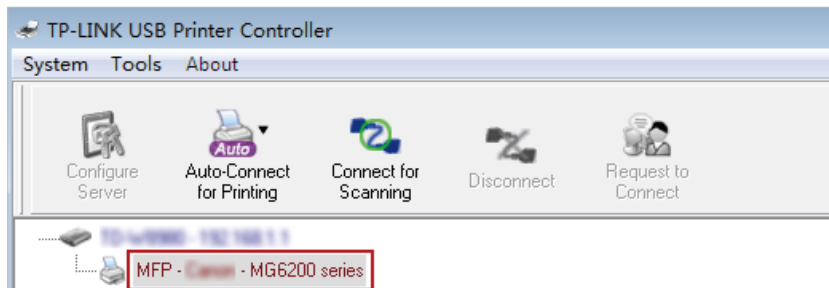 TP-LINK USB Printer Controller
System Tools About
Auto
Configure Server
Auto-Connect for Printing
Connect for Scanning
Disconnect
Request to Connect
MFP - - MG6200 series